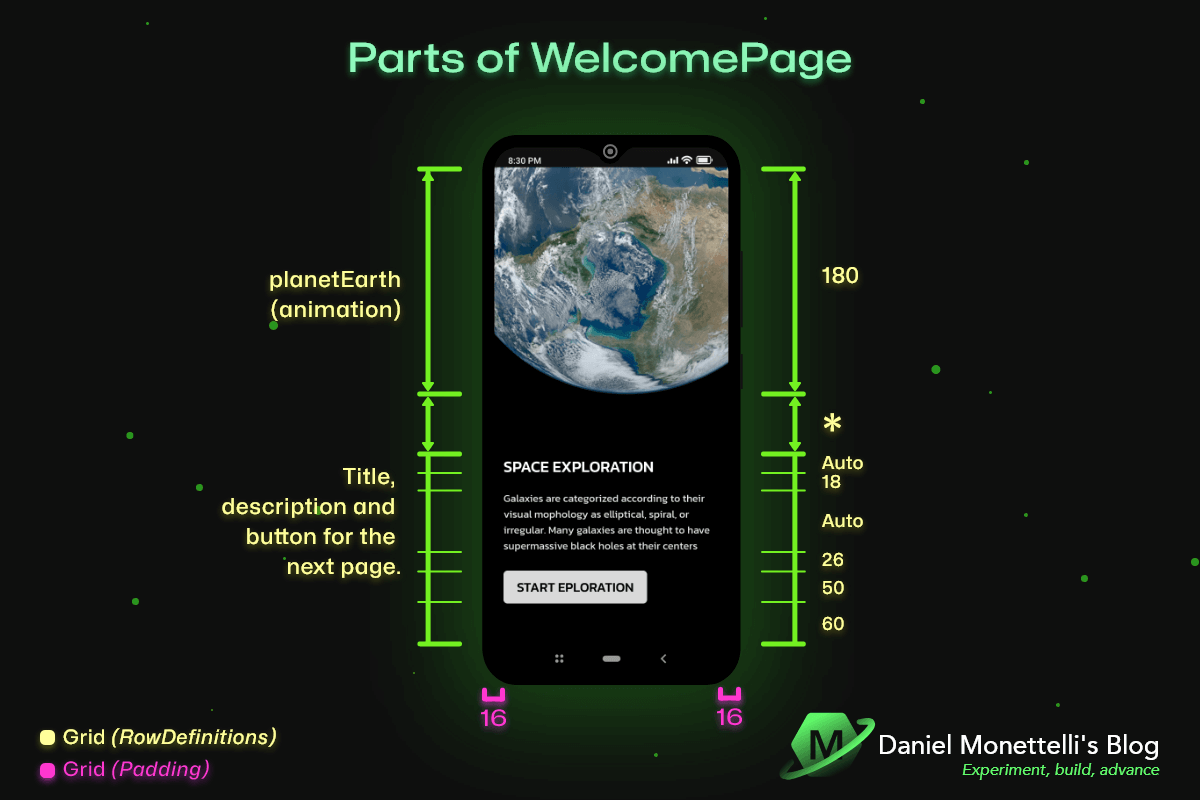 Parts of WelcomePage
8:30 PM
planetEarth
(animation)
180
*
Title,
description and
button for the
next page.
SPACE EXPLORATION
Galaxies are categorized according to their
visual mophology as elliptical, spiral, or
irregular. Many galaxies are thought to have
supermassive black holes at their centers
START EPLORATION
Auto
18
Auto
26
50
60
16
16
Grid (RowDefinitions)
Grid (Padding)
M
Daniel Monettelli's Blog
Experiment, build, advance